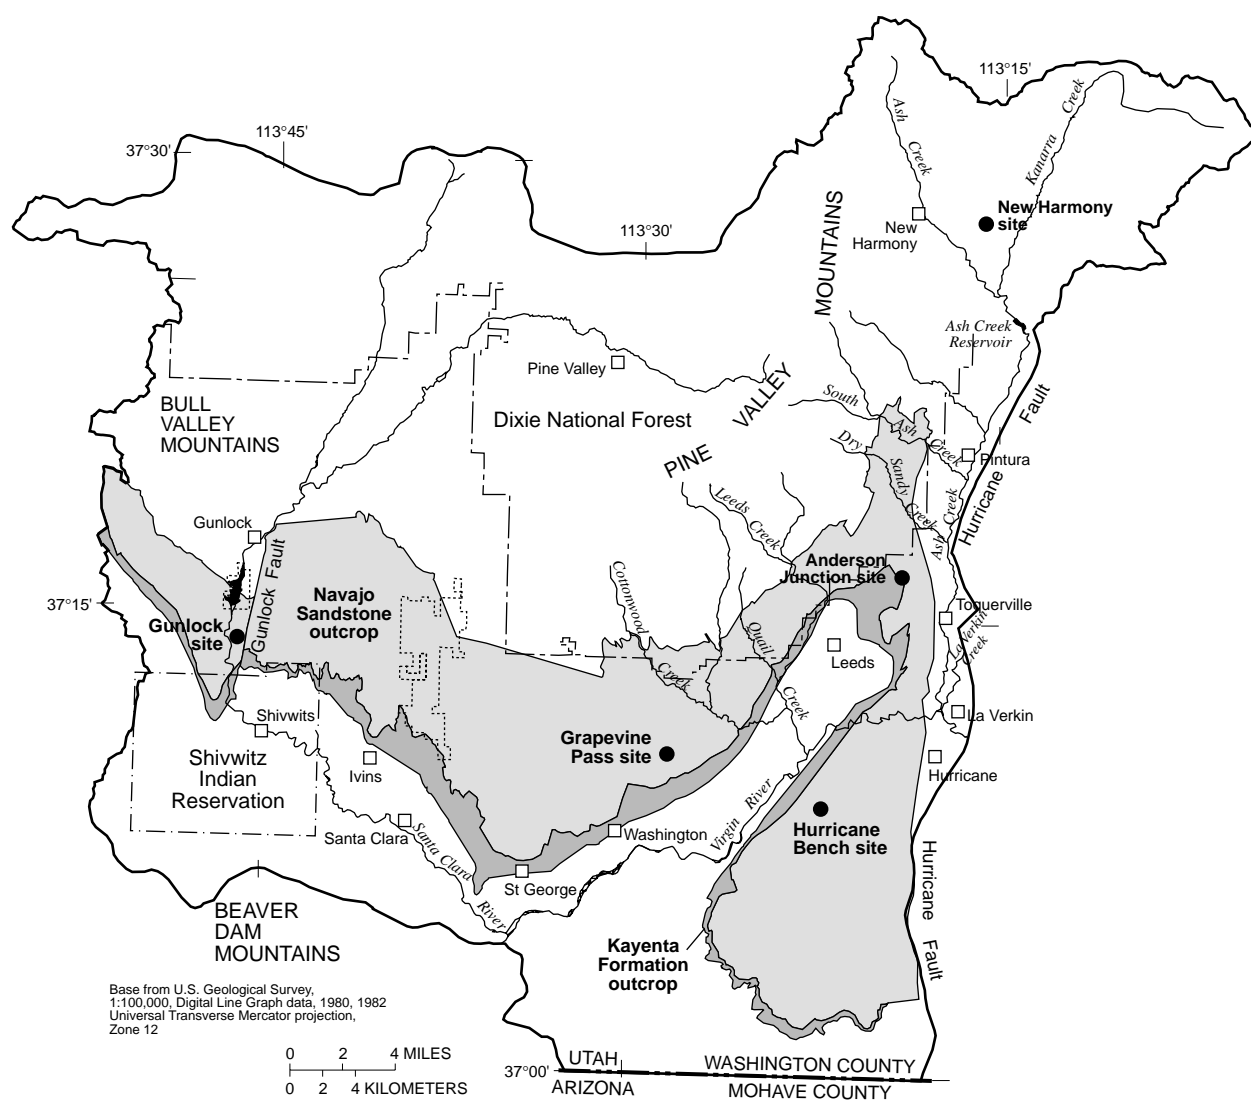 113°15'
113°45'
37°30'
Ash
Creek
Kanarra
Creek
New Harmony
site
New
Harmony
113°30'
MOUNTAINS
Ash Creek
Reservoir
Pine Valley
VALLEY
PINE
South
Ash
Creek
Fault
Hurricane
BULL
VALLEY
MOUNTAINS
Dixie National Forest
Dry
Sandy
Creek
Pintura
Ash
Creek
Leeds
Creek
Gunlock
Gunlock Fault
Cottonwood
Creek
Anderson
Junction site
Navajo
Sandstone
outcrop
37°15'
Gunlock
site
Toquerville
La Verkin
Creek
Quail
Creek
Leeds
Shivwits
La Verkin
Grapevine
Pass site
Shivwitz
Indian
Reservation
Ivins
Hurricane
Virgin
River
Hurricane
Bench site
Santa Clara
Washington
Santa Clara
River
St George
Hurricane
Fault
BEAVER
DAM
MOUNTAINS
Kayenta
Formation
outcrop
Base from U.S. Geological Survey,
1:100,000, Digital Line Graph data, 1980, 1982
Universal Transverse Mercator projection,
Zone 12
0 2 4 MILES
0 2 4 KILOMETERS
37°00'
UTAH
ARIZONA
WASHINGTON COUNTY
MOHAVE COUNTY